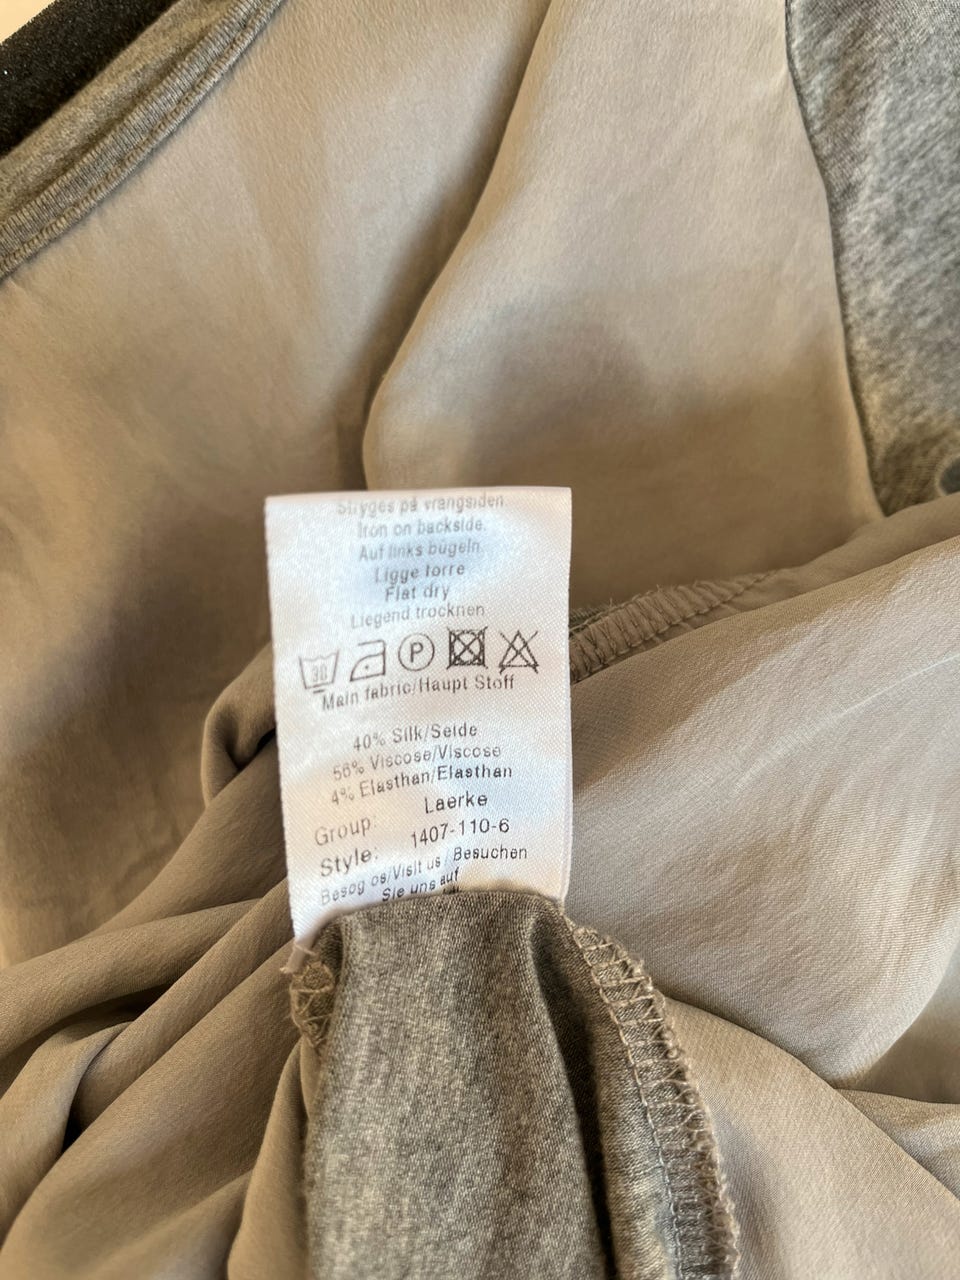 Stryges på vrangsiden.
Iron on backside.
Auf links bügeln.
Ligge tørre
Flat dry
Liegend trocknen
30 P
Main fabric/Haupt Stoff
40% Silk/Seide
56% Viscose/Viscose
4% Elasthan/Elasthan
Group: Laerke
Style: 1407-110-6
Besøg os/Visit us/Besuchen
Sie uns auf